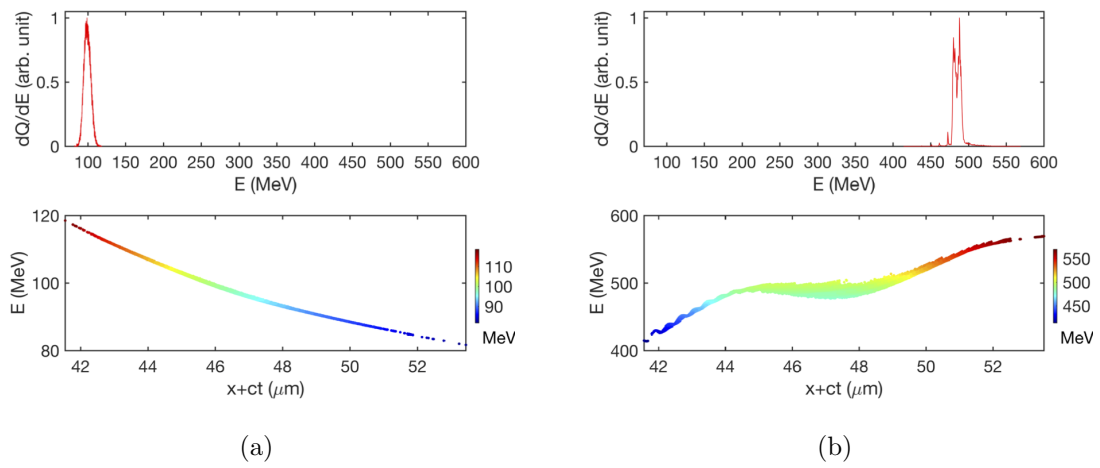 dQ/dE (arb. unit)
1
0.5
0
100 150 200 250 300 350 400 450 500 550 600
E (MeV)
dQ/dE (arb. unit)
1
0.5
0
100 150 200 250 300 350 400 450 500 550 600
E (MeV)
E (MeV)
120
100
80
42 44 46 48 50 52
x+ct (μm)
110
100
90
MeV
E (MeV)
600
500
400
42 44 46 48 50 52
x+ct (μm)
550
500
450
MeV
(a)
(b)